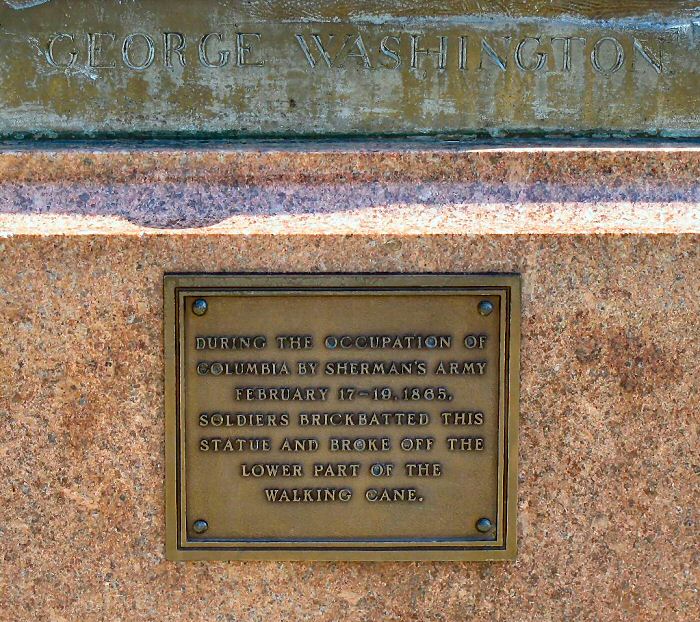 GEORGE WASHINGTON
DURING THE OCCUPATION OF
COLUMBIA BY SHERMAN'S ARMY
FEBRUARY 17-19, 1865,
SOLDIERS BRICKBATTED THIS
STATUE AND BROKE OFF THE
LOWER PART OF THE
WALKING CANE.